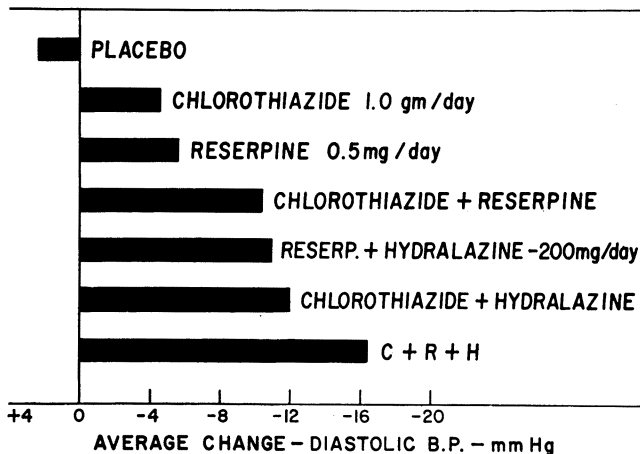 PLACEBO
CHLOROTHIAZIDE 1.0 gm/day
RESERPINE 0.5mg/day
CHLOROTHIAZIDE + RESERPINE
RESERP. + HYDRALAZINE-200mg/day
CHLOROTHIAZIDE + HYDRALAZINE
C + R + H
+4 0 -4 -8 -12 -16 -20
AVERAGE CHANGE - DIASTOLIC B.P. - mm Hg